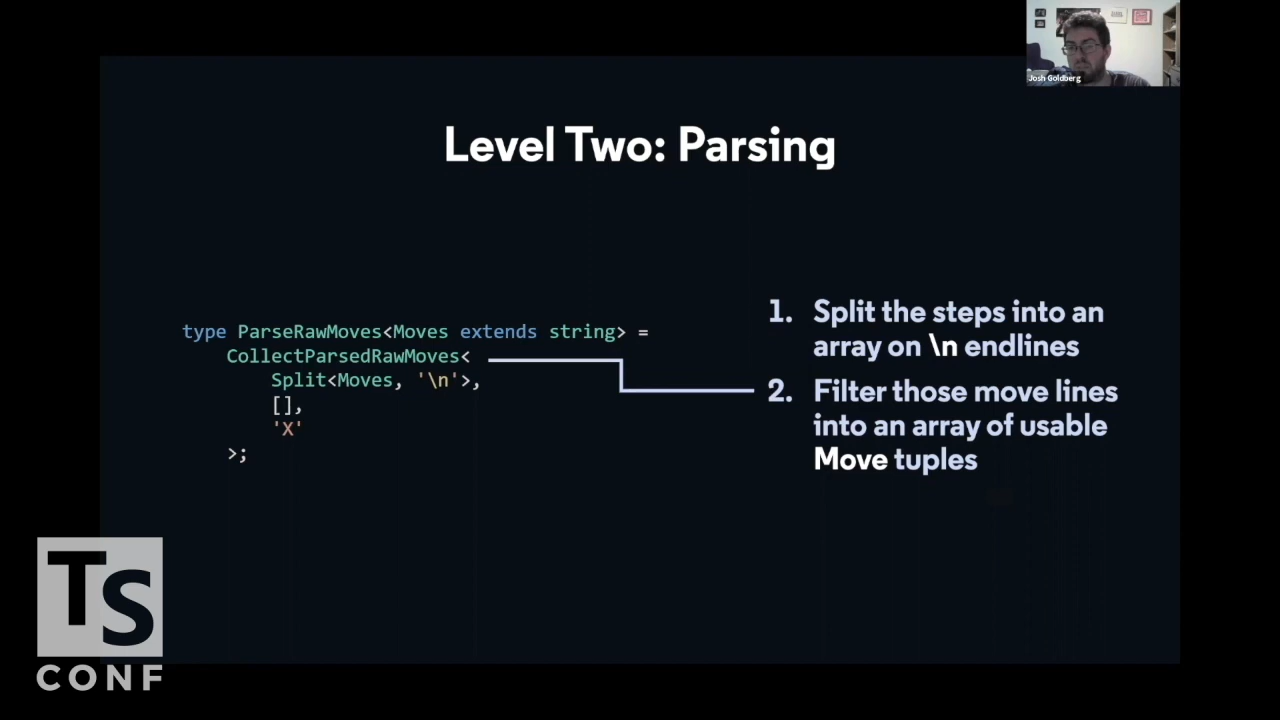 Josh Goldberg
Level Two: Parsing
type ParseRawMoves<Moves extends string> =
CollectParsedRawMoves<
Split<Moves, '\n'>,
[],
'X'
>;
1. Split the steps into an
array on \n endlines
2. Filter those move lines
into an array of usable
Move tuples
TS
CONF